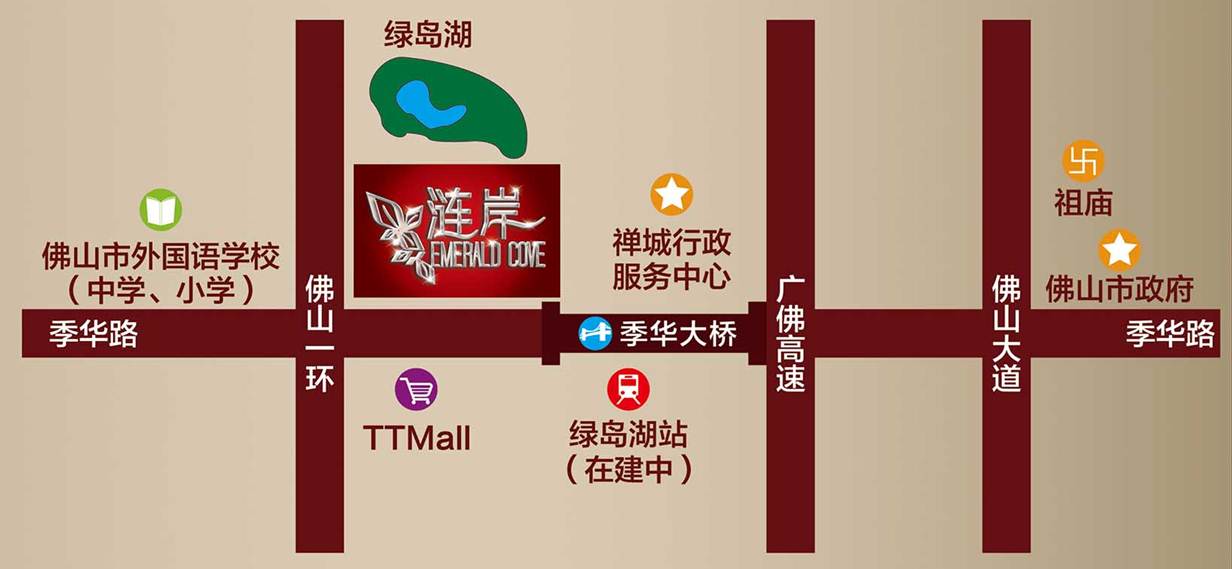 绿岛湖
涟岸
EMERALD COVE
祖庙
禅城行政
服务中心
佛山市外国语学校
（中学、小学）
佛山市政府
季华路
佛山一环
季华大桥
广佛高速
佛山大道
季华路
TTMall
绿岛湖站
（在建中）